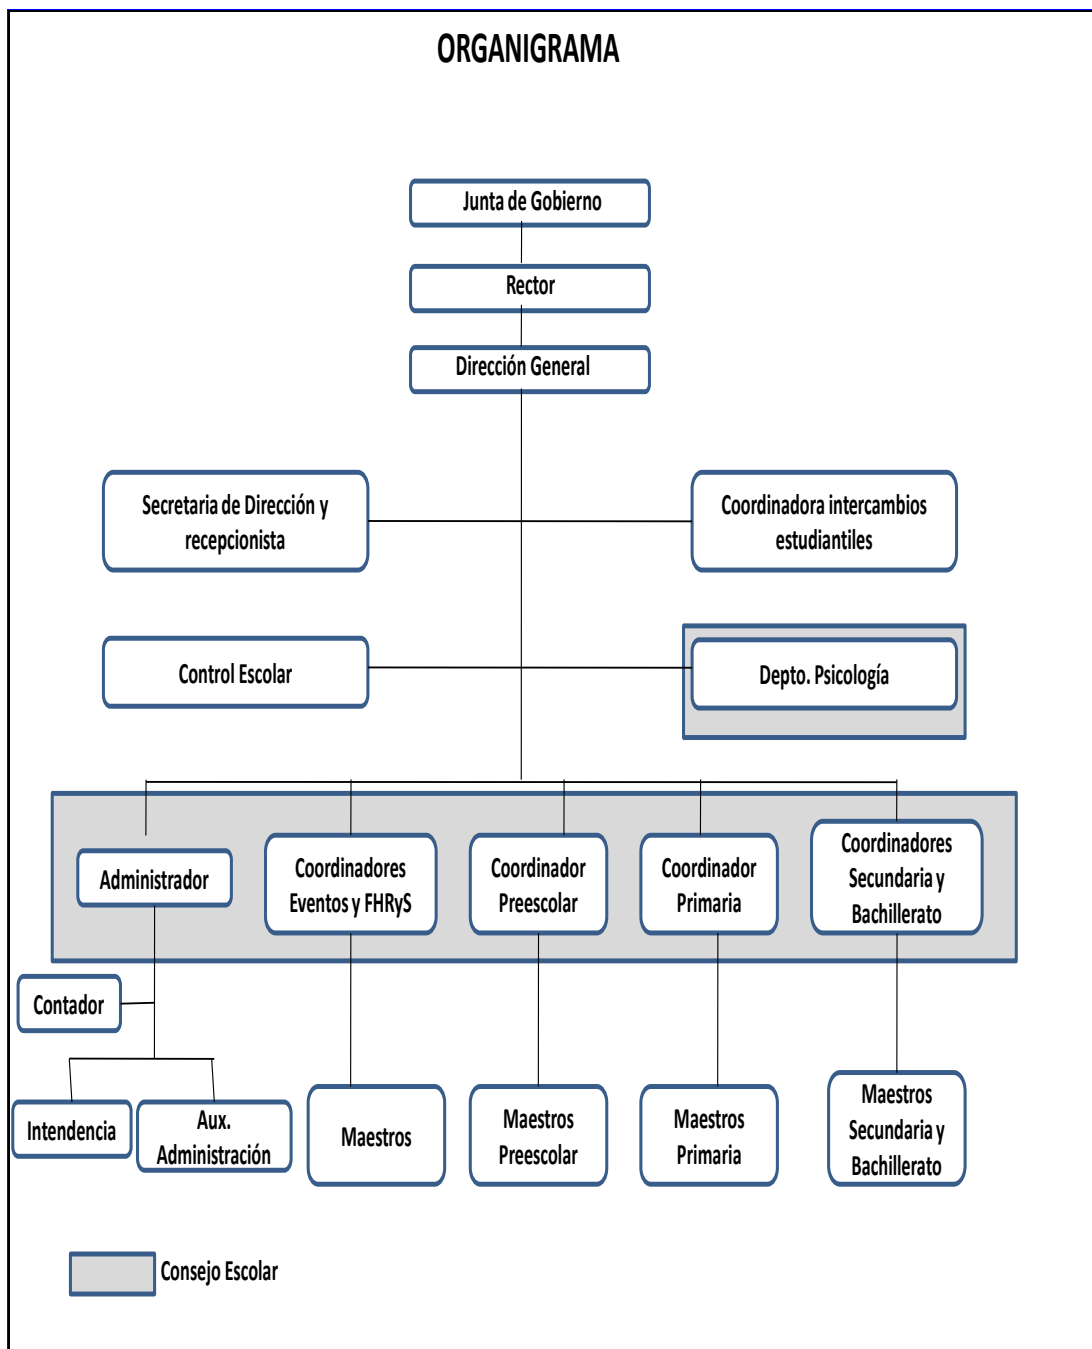 ORGANIGRAMA
Junta de Gobierno
Rector
Dirección General
Secretaria de Dirección y
recepcionista
Coordinadora intercambios
estudiantiles
Control Escolar
Depto. Psicología
Administrador
Coordinadores
Eventos y FHRyS
Coordinador
Preescolar
Coordinador
Primaria
Coordinadores
Secundaria y
Bachillerato
Contador
Intendencia
Aux.
Administración
Maestros
Maestros
Preescolar
Maestros
Primaria
Maestros
Secundaria y
Bachillerato
Consejo Escolar